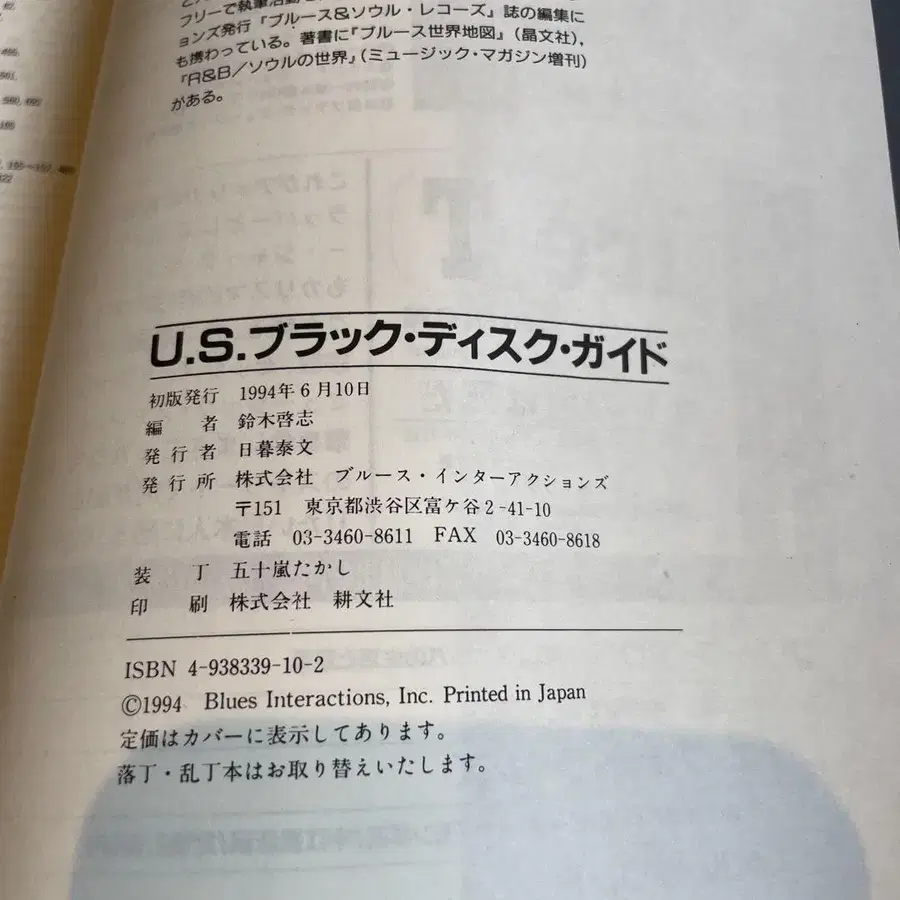 フリーで執筆活動
ョンズ発行『ブルース&ソウル・レコーズ』誌の編集に
も携わっている。著書に『ブルース世界地図』(晶文社),
『R&B/ソウルの世界』(ミュージック・マガジン増刊)
がある。
U.S.ブラック・ディスク・ガイド
初版発行 1994年6月10日
編 者 鈴木啓志
発行者 日暮泰文
発行所 株式会社 ブルース・インターアクションズ
〒151 東京都渋谷区富ケ谷2-41-10
電話 03-3460-8611 FAX 03-3460-8618
装 丁 五十嵐たかし
印 刷 株式会社 耕文社
ISBN 4-938339-10-2
©1994 Blues Interactions, Inc. Printed in Japan
定価はカバーに表示してあります。
落丁・乱丁本はお取り替えいたします。